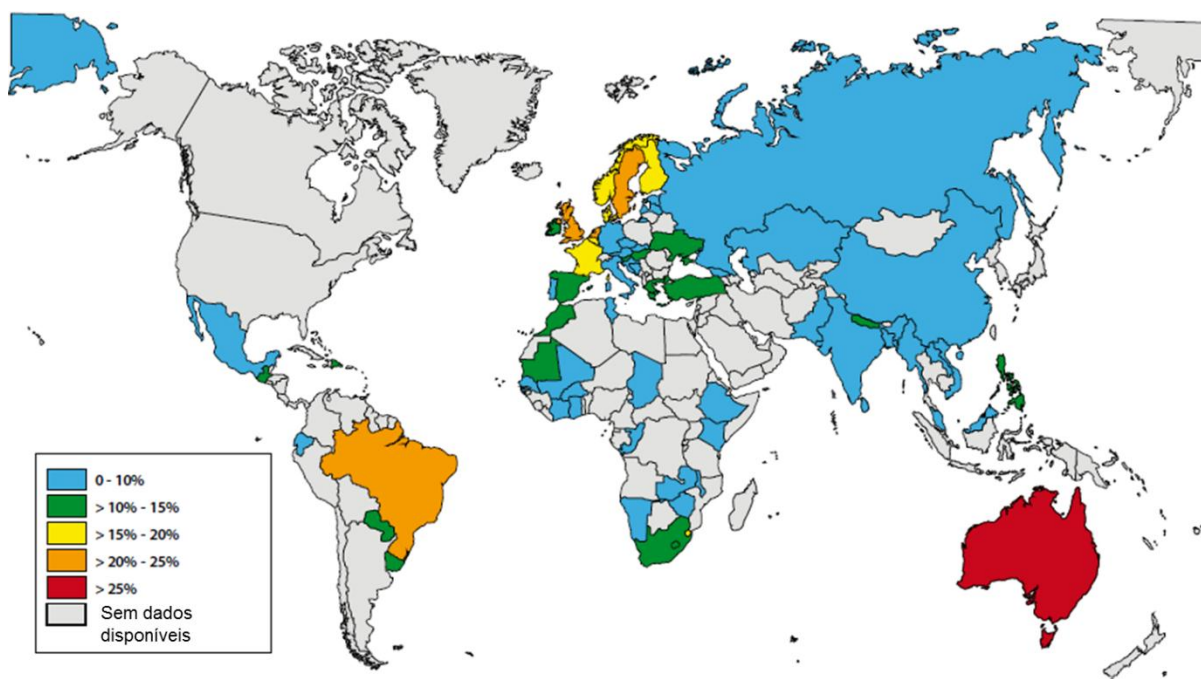 0 - 10%
> 10% - 15%
> 15% - 20%
> 20% - 25%
> 25%
Sem dados
disponíveis